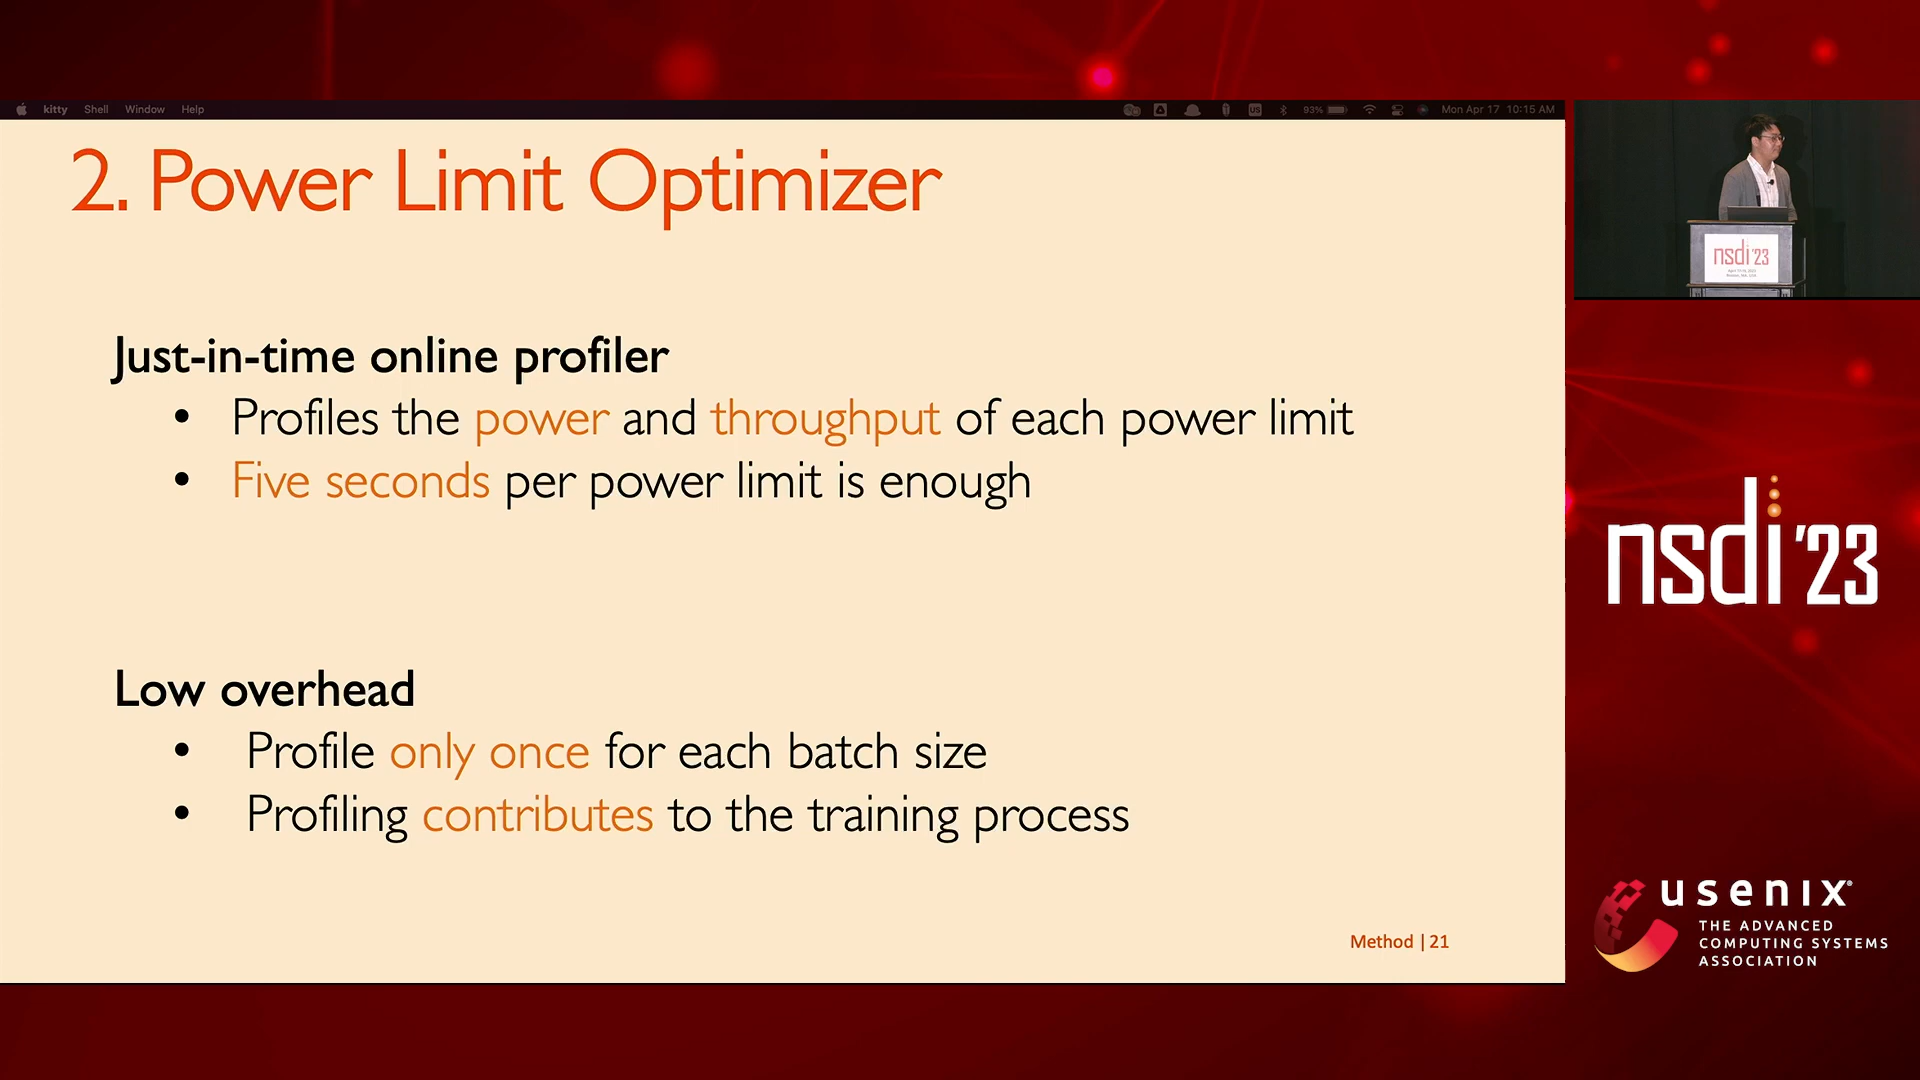 kitty Shell Window Help
93% Mon Apr 17 10:15 AM
2. Power Limit Optimizer
Just-in-time online profiler
• Profiles the power and throughput of each power limit
• Five seconds per power limit is enough
Low overhead
• Profile only once for each batch size
• Profiling contributes to the training process
Method | 21
nsdi '23
nsdi '23
usenix®
THE ADVANCED
COMPUTING SYSTEMS
ASSOCIATION